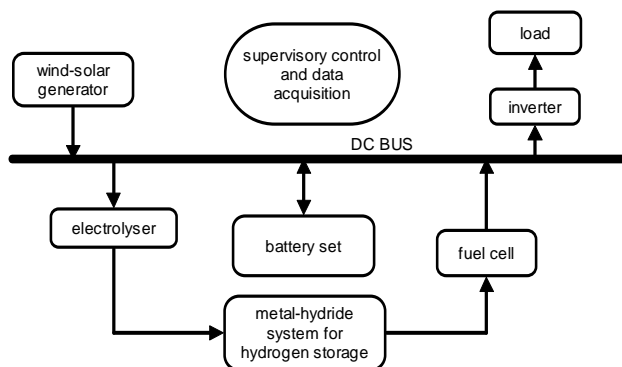 wind-solar
generator
supervisory control
and data
acquisition
load
inverter
DC BUS
electrolyser
battery set
fuel cell
metal-hydride
system for
hydrogen storage